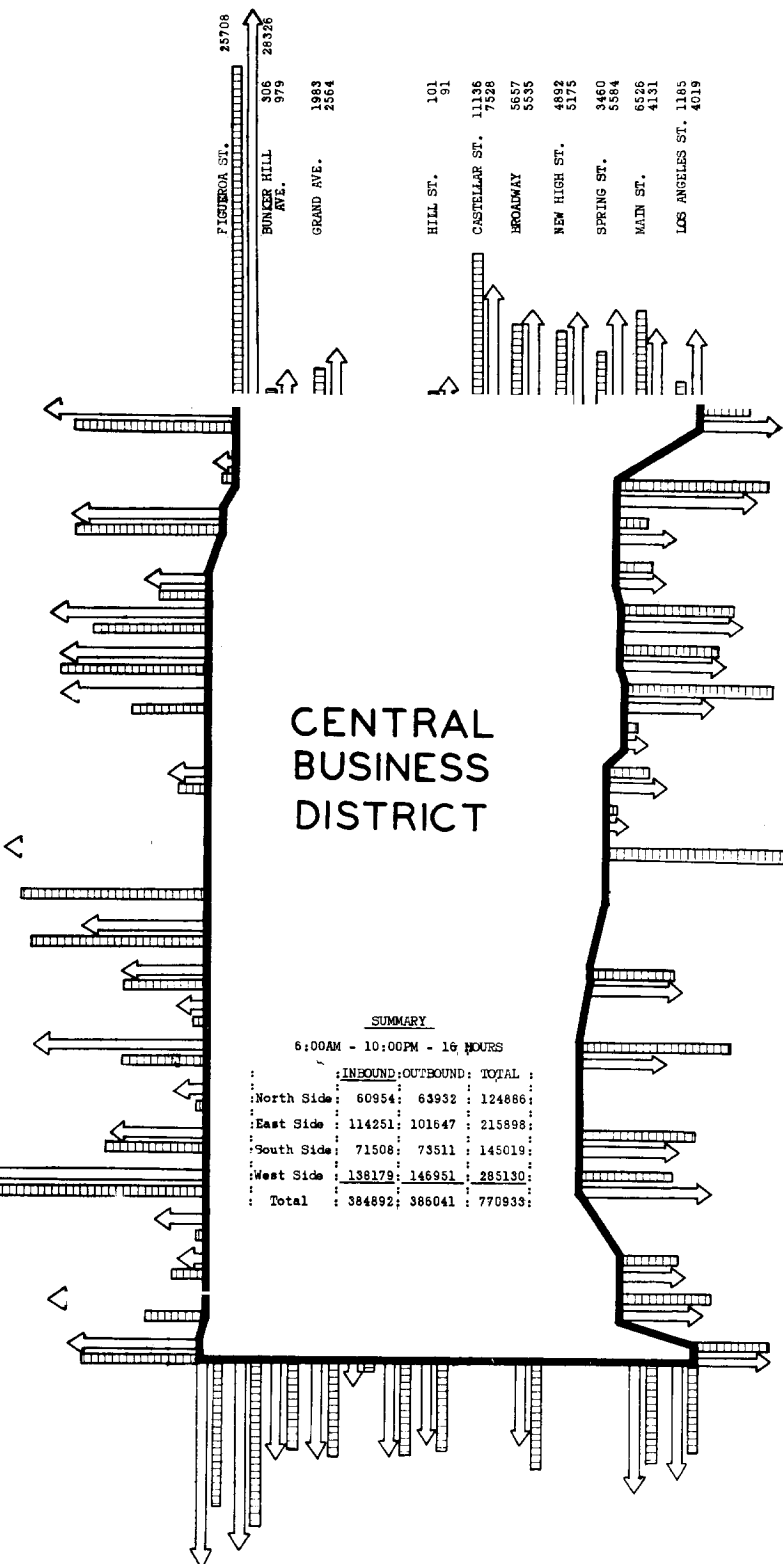 FIGUEROA ST. 25708
28326
BUNKER HILL 306
AVE. 979
GRAND AVE. 1983
2564
HILL ST. 101
91
CASTELLAR ST. 11136
7528
BROADWAY 5657
5535
NEW HIGH ST. 4892
5175
SPRING ST. 3460
5584
MAIN ST. 6526
4131
LOS ANGELES ST. 1185
4019
CENTRAL
BUSINESS
DISTRICT
SUMMARY
6:00AM - 10:00PM - 16 HOURS
: : INBOUND: OUTBOUND: TOTAL :
:North Side: 60954: 63932 : 124886:
:East Side : 114251: 101647 : 215898:
:South Side: 71508: 73511 : 145019:
:West Side : 138179: 146951 : 285130:
: Total : 384892: 386041 : 770933: